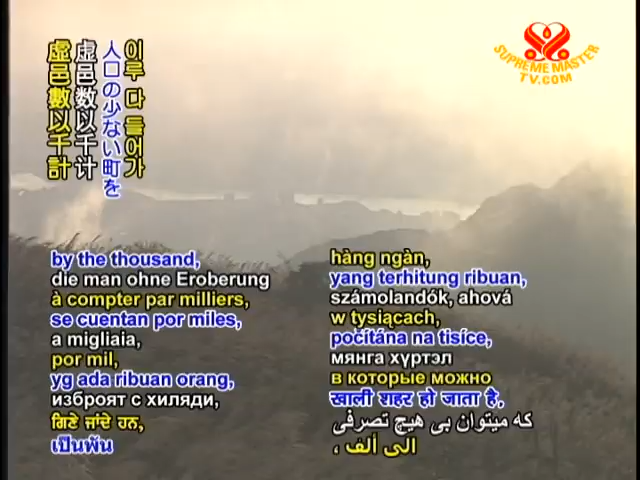 SUPREME MASTER
TV.COM
이루 다 들어가
人口の少ない町を
虚邑数以千计
虛邑數以千計
by the thousand,
die man ohne Eroberung
à compter par milliers,
se cuentan por miles,
a migliaia,
por mil,
yg ada ribuan orang,
изброят с хиляди,
ਗਿਣੇ ਜਾਂਦੇ ਹਨ,
เป็นพัน
hàng ngàn,
yang terhitung ribuan,
számolandók, ahová
w tysiącach,
počítána na tisíce,
мянга хүртэл
в которые можно
खाली शहर हो जाता है,
که میتوان بی هیچ تصرفی
الى ألف ،